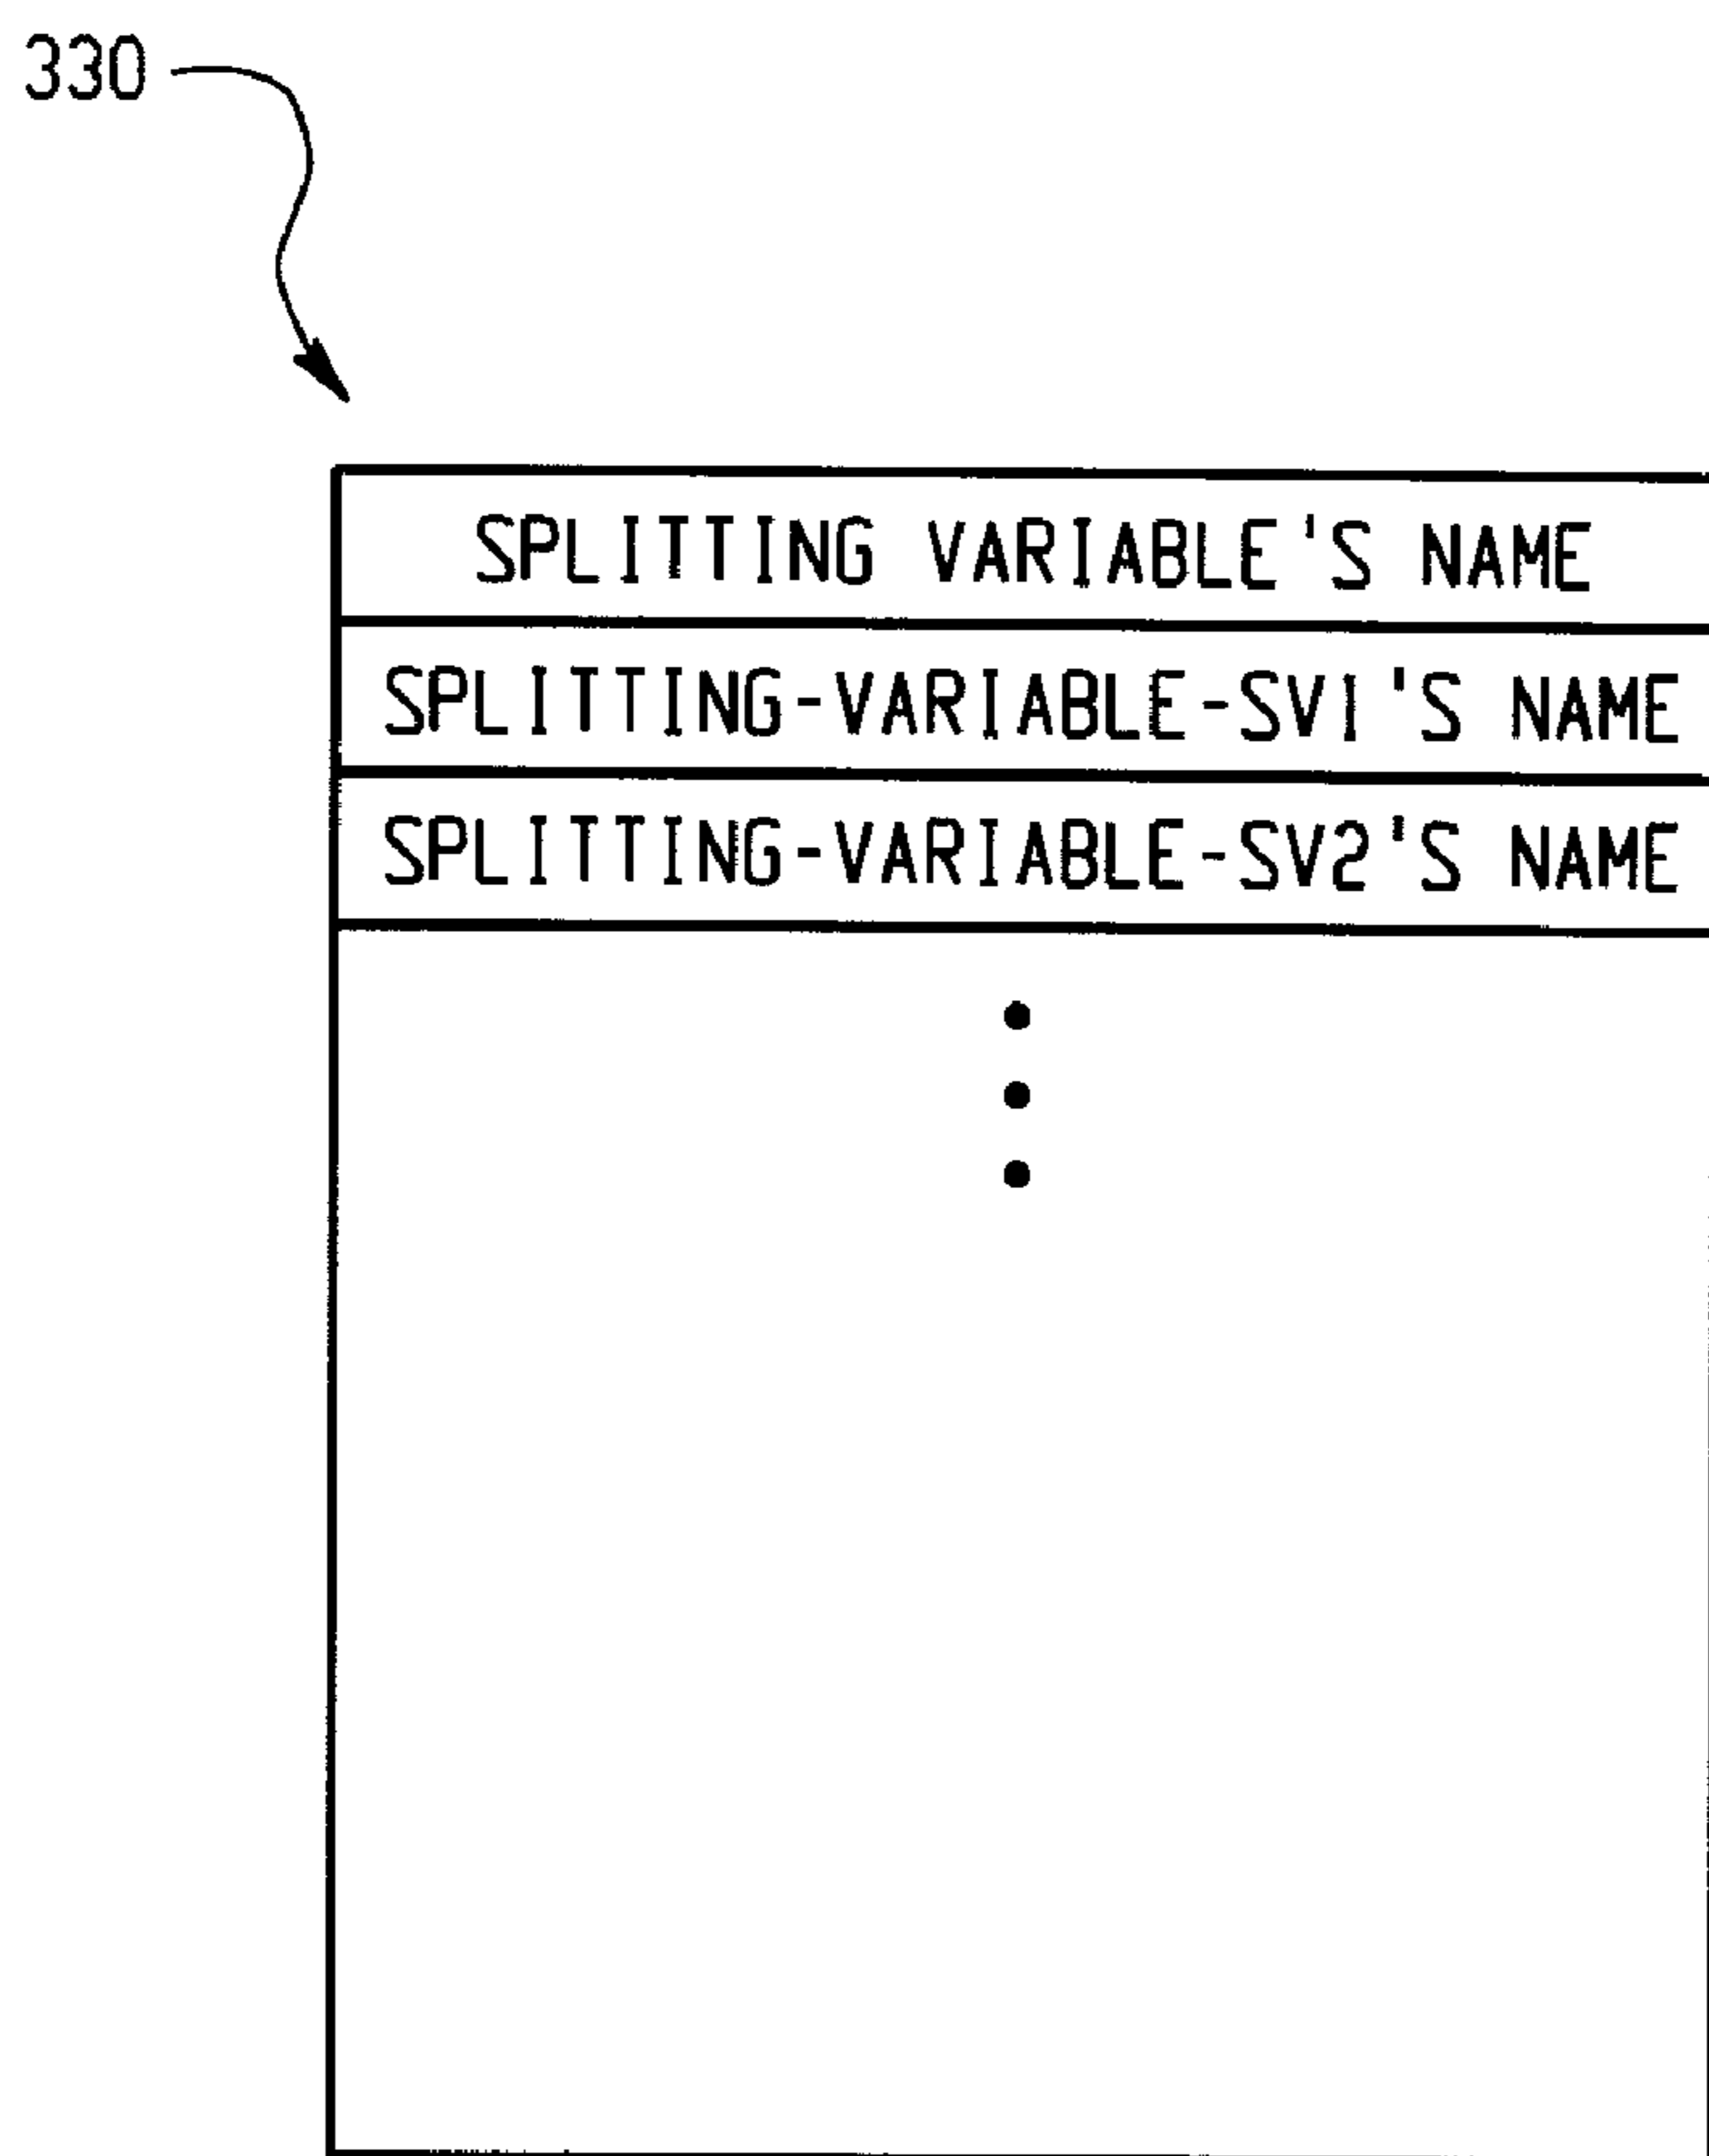 330
SPLITTING VARIABLE'S NAME
SPLITTING-VARIABLE-SV1'S NAME
SPLITTING-VARIABLE-SV2'S NAME